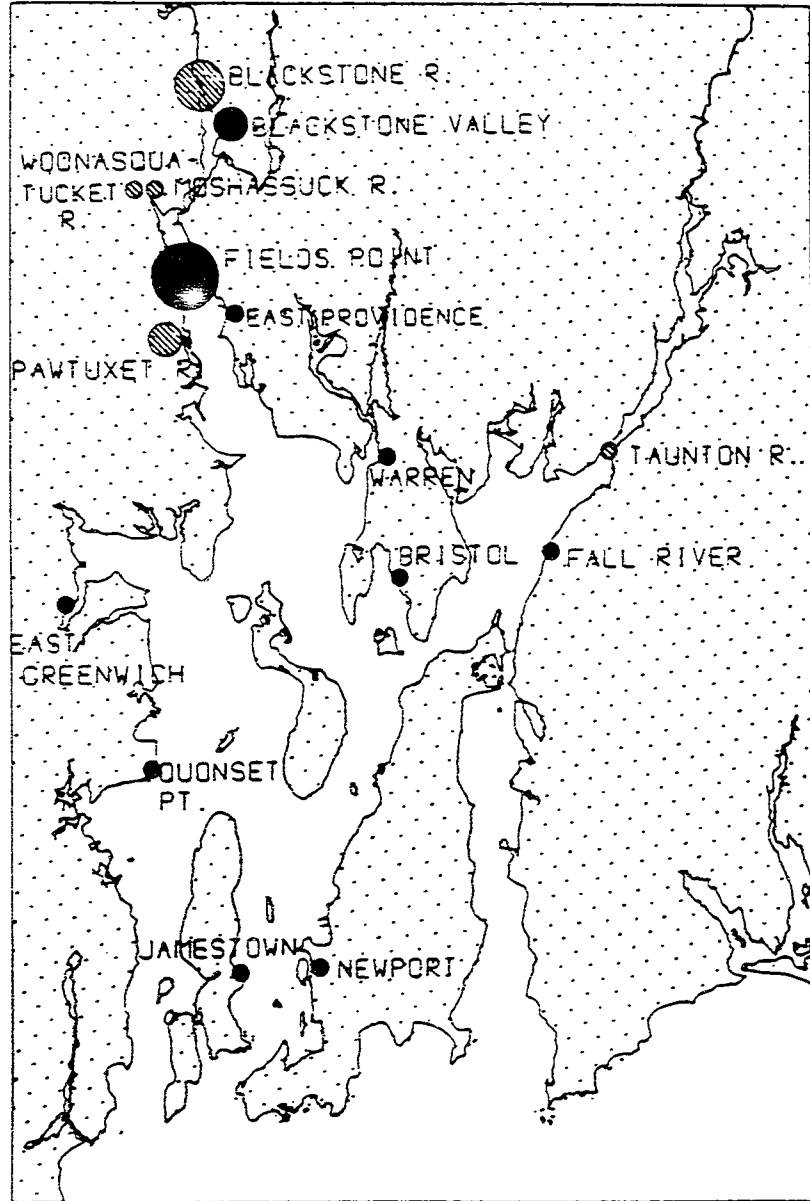 BLACKSTONE R.
BLACKSTONE VALLEY
WOONASQUA-
TUCKET
R.
MOSHASSUCK R.
FIELDS POINT
EAST PROVIDENCE
PAWTUXET
WARREN
TAUNTON R.
BRISTOL
FALL RIVER
EAST
GREENWICH
QUONSET
PT.
JAMESTOWN
NEWPORT